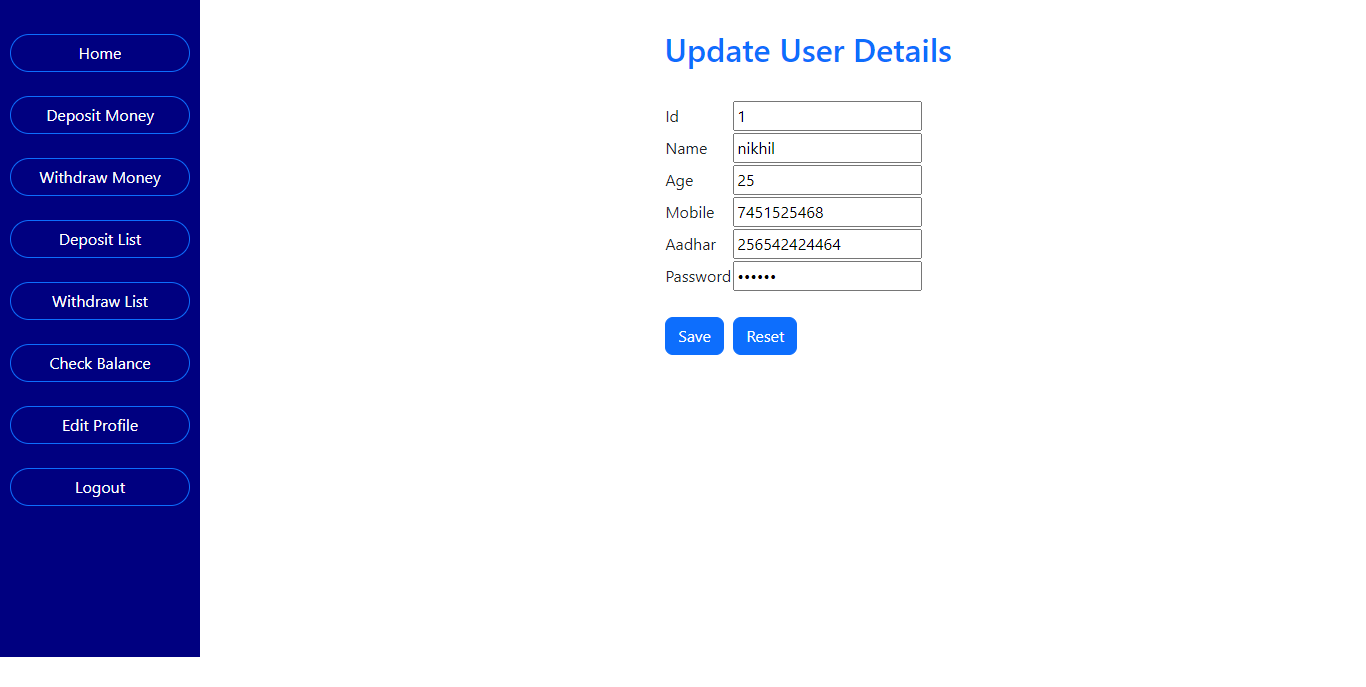 Home
Deposit Money
Withdraw Money
Deposit List
Withdraw List
Check Balance
Edit Profile
Logout
Update User Details
Id 1
Name nikhil
Age 25
Mobile 7451525468
Aadhar 256542424464
Password ••••••
Save Reset